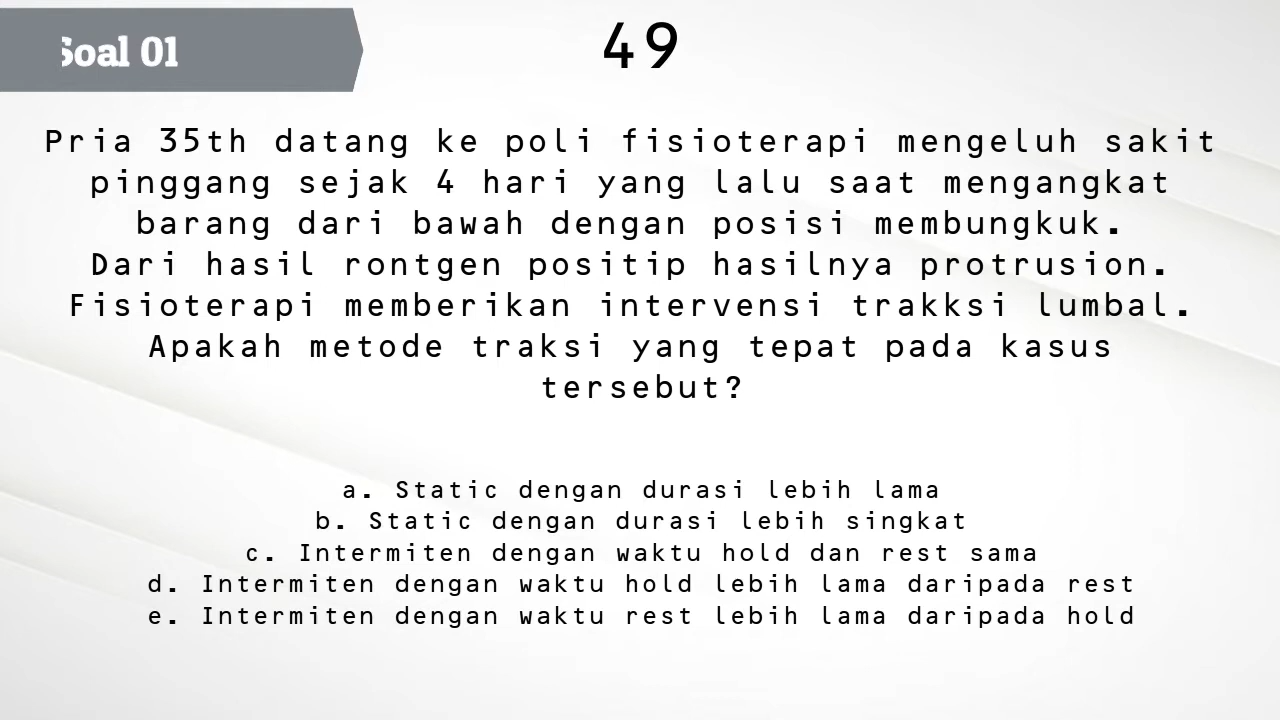 Soal 01
49
Pria 35th datang ke poli fisioterapi mengeluh sakit
pinggang sejak 4 hari yang lalu saat mengangkat
barang dari bawah dengan posisi membungkuk.
Dari hasil rontgen positip hasilnya protrusion.
Fisioterapi memberikan intervensi trakksi lumbal.
Apakah metode traksi yang tepat pada kasus
tersebut?
a. Static dengan durasi lebih lama
b. Static dengan durasi lebih singkat
c. Intermiten dengan waktu hold dan rest sama
d. Intermiten dengan waktu hold lebih lama daripada rest
e. Intermiten dengan waktu rest lebih lama daripada hold